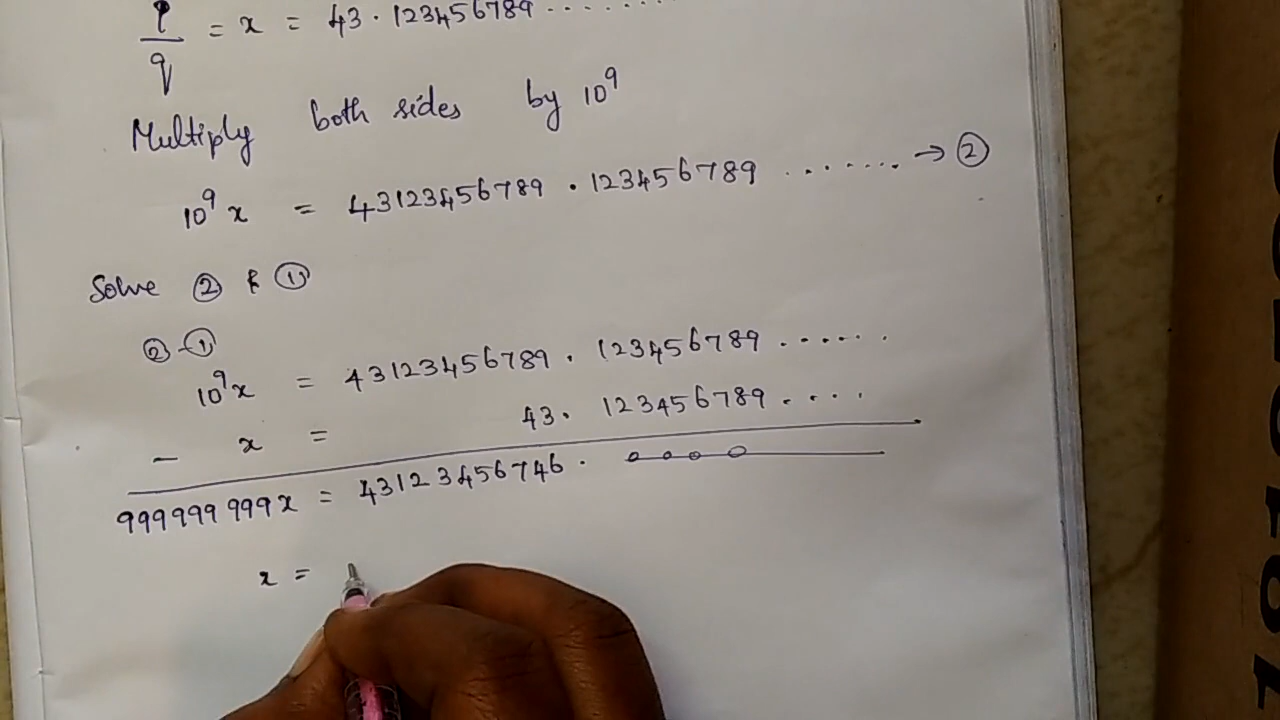 p/q = x = 43.123456789........
Multiply both sides by 10⁹
10⁹x = 43123456789.123456789....... → ②
Solve ② & ①
②-①
10⁹x = 43123456789.123456789......
- x = 43.123456789....
999999999x = 43123456746.0000
x =